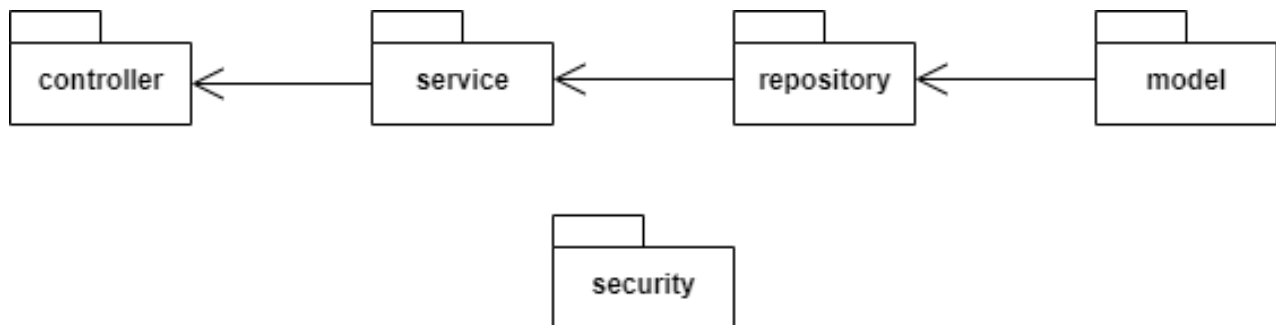 controller
service
repository
model
security